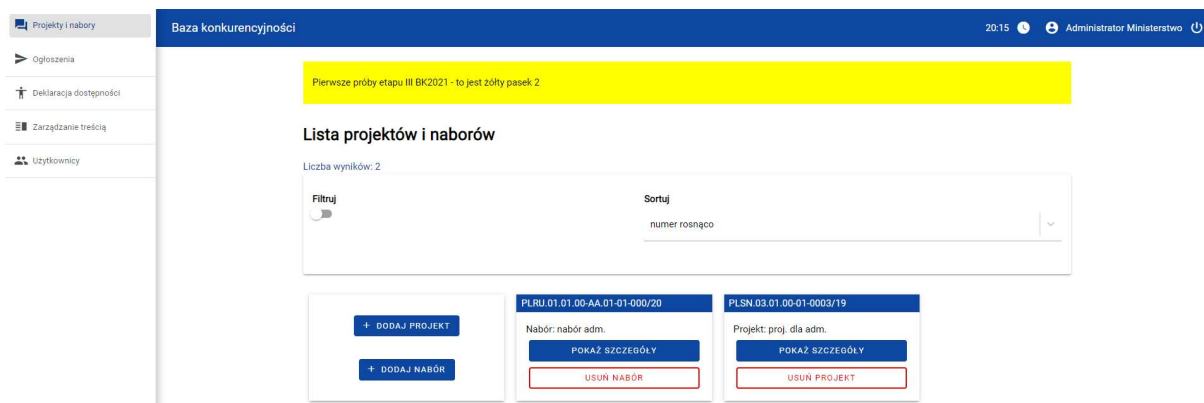 Projekty i nabory
Ogłoszenia
Deklaracja dostępności
Zarządzanie treścią
Użytkownicy
Baza konkurencyjności
20:15 Administrator Ministerstwo
Pierwsze próby etapu III BK2021 - to jest żółty pasek 2
Lista projektów i naborów
Liczba wyników: 2
Filtruj
Sortuj
numer rosnąco
+ DODAJ PROJEKT
+ DODAJ NABÓR
PLRU.01.01.00-AA.01-01-000/20
Nabór: nabór adm.
POKAŻ SZCZEGÓŁY
USUŃ NABÓR
PLSN.03.01.00-01-0003/19
Projekt: proj. dla adm.
POKAŻ SZCZEGÓŁY
USUŃ PROJEKT